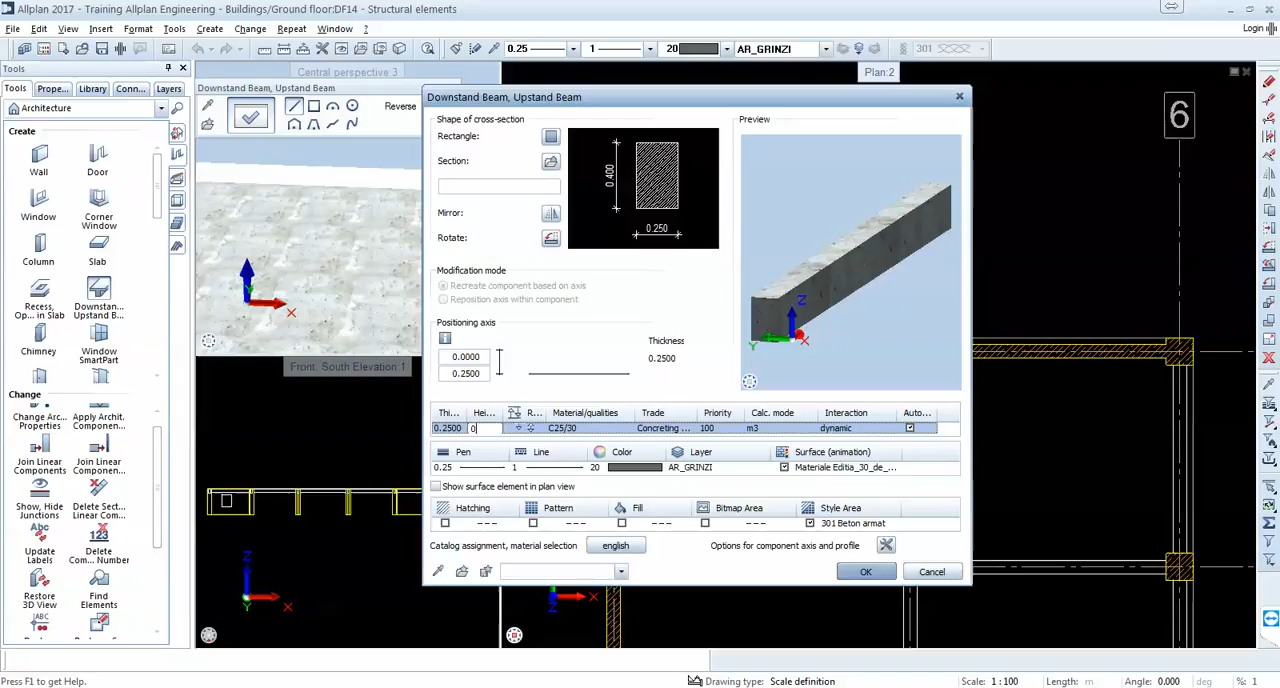 Allplan 2017 - Training Allplan Engineering - Buildings/Ground floor:DF14 - Structural elements
File Edit View Insert Format Tools Create Change Repeat Window ?
Login
0.25 1 20 AR_GRINZI 301
Tools
Tools Prope... Library Conn... Layers
Architecture
Create
Wall Door
Window Corner Window
Column Slab
Recess, Op... in Slab Downstan... Upstand B...
Chimney Window SmartPart
Change
Change Arc... Properties Apply Archit... Components
Join Linear Components Join Linear Components
Show, Hide Junctions Delete Sect... Linear Com...
Update Labels Delete Com... Number
Restore 3D View Find Elements
Central perspective 3
Downstand Beam, Upstand Beam
Reverse
Front, South Elevation:1
Plan:2
6
Downstand Beam, Upstand Beam
Shape of cross-section
Rectangle:
Section:
Mirror:
Rotate:
0.400
0.250
Preview
Modification mode
Recreate component based on axis
Reposition axis within component
Positioning axis
Thickness
0.0000
0.2500
0.2500
Thi... Hei... R... Material/qualities Trade Priority Calc. mode Interaction Auto...
0.2500 0 C25/30 Concreting ... 100 m3 dynamic
Pen Line Color Layer Surface (animation)
0.25 1 20 AR_GRINZI Materiale Editia_30_de_...
Show surface element in plan view
Hatching Pattern Fill Bitmap Area Style Area
301 Beton armat
Catalog assignment, material selection english Options for component axis and profile
OK Cancel
Z
Y
X
X
Z
Y
X
Z
X
Press F1 to get Help.
Drawing type: Scale definition Scale: 1 : 100 Length: m Angle: 0.000 deg %: 1